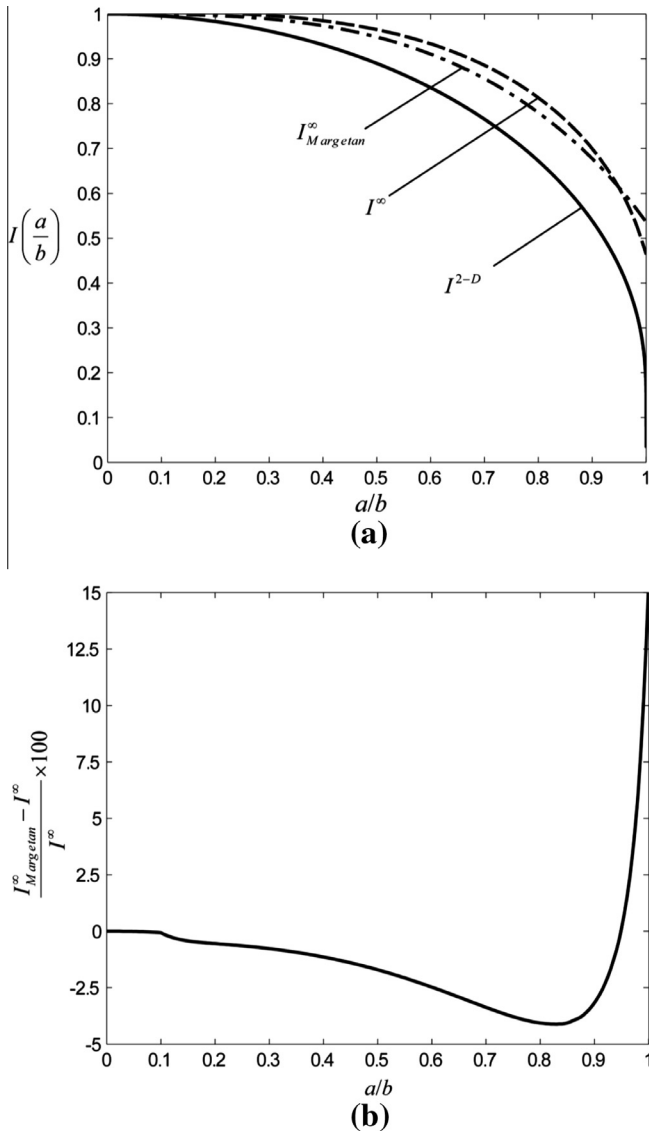 1
0.9
0.8
0.7
0.6
0.5
0.4
0.3
0.2
0.1
0
I(a/b)
I^∞_Margetan
I^∞
I^{2-D}
0 0.1 0.2 0.3 0.4 0.5 0.6 0.7 0.8 0.9 1
a/b
(a)
15
12.5
10
7.5
5
2.5
0
-2.5
-5
I^∞_Margetan - I^∞
I^∞
×100
0 0.1 0.2 0.3 0.4 0.5 0.6 0.7 0.8 0.9 1
a/b
(b)